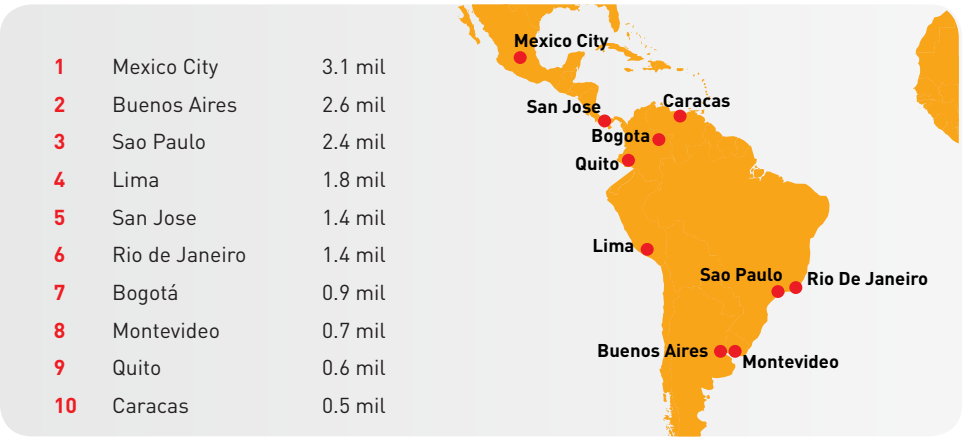 1 Mexico City 3.1 mil
2 Buenos Aires 2.6 mil
3 Sao Paulo 2.4 mil
4 Lima 1.8 mil
5 San Jose 1.4 mil
6 Rio de Janeiro 1.4 mil
7 Bogotá 0.9 mil
8 Montevideo 0.7 mil
9 Quito 0.6 mil
10 Caracas 0.5 mil
Mexico City
San Jose
Caracas
Bogota
Quito
Lima
Sao Paulo
Rio De Janeiro
Buenos Aires
Montevideo